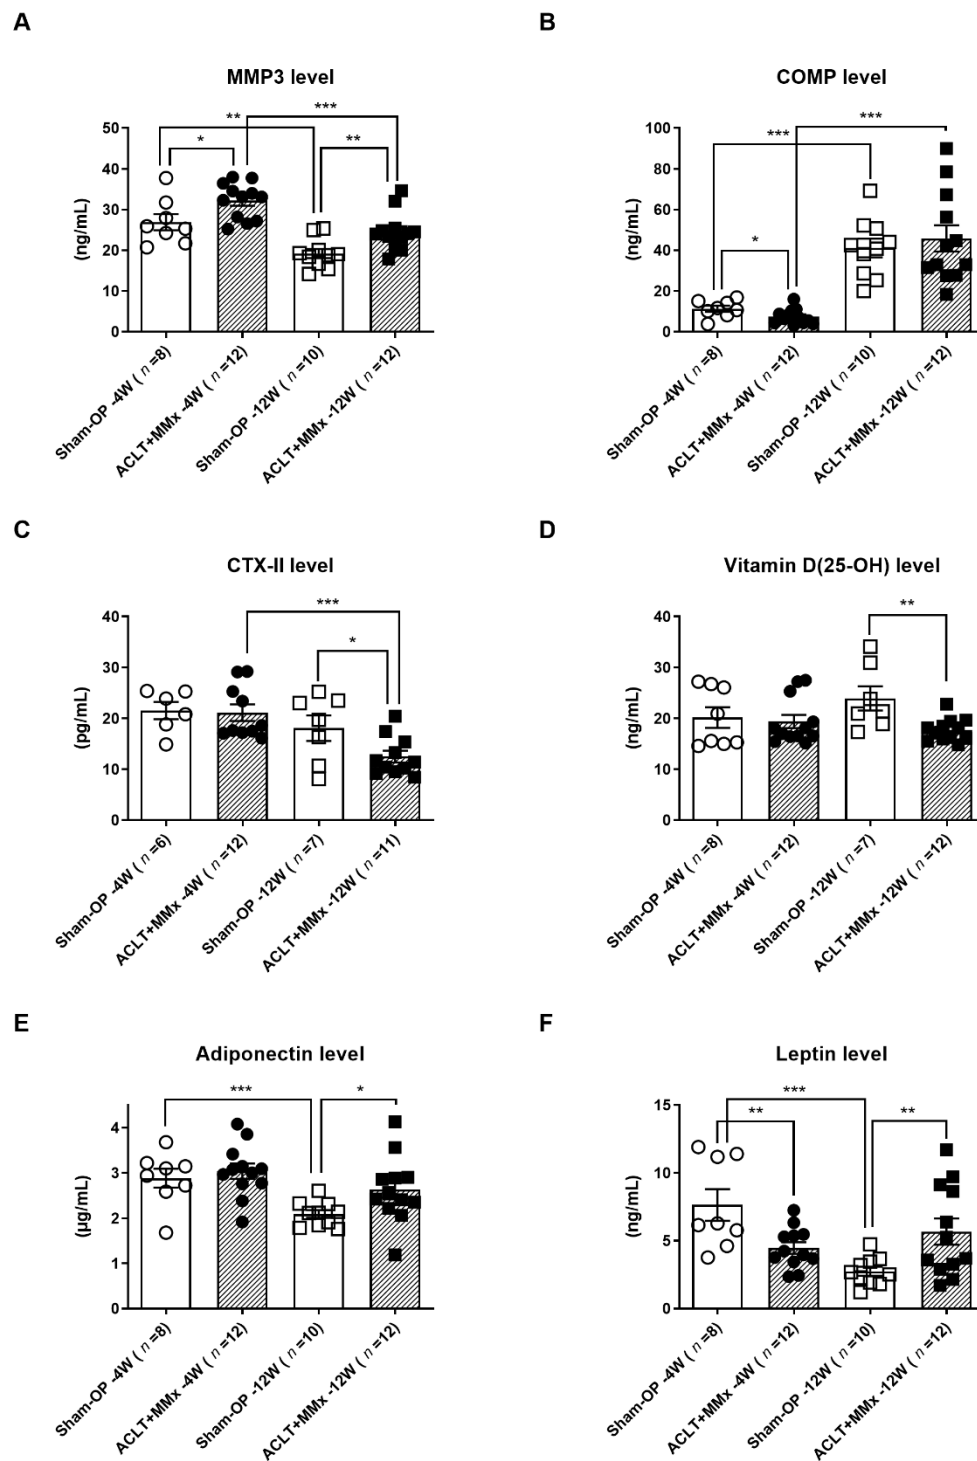 A
MMP3 level
(ng/mL)
50
40
30
20
10
0
**
***
*
**
Sham-OP -4W ( n =8)
ACLT+MMx -4W ( n =12)
Sham-OP -12W ( n =10)
ACLT+MMx -12W ( n =12)
B
COMP level
(ng/mL)
100
80
60
40
20
0
***
***
*
Sham-OP -4W ( n =8)
ACLT+MMx -4W ( n =12)
Sham-OP -12W ( n =10)
ACLT+MMx -12W ( n =12)
C
CTX-II level
(pg/mL)
40
30
20
10
0
***
*
Sham-OP -4W ( n =6)
ACLT+MMx -4W ( n =12)
Sham-OP -12W ( n =7)
ACLT+MMx -12W ( n =11)
D
Vitamin D(25-OH) level
(ng/mL)
40
30
20
10
0
**
Sham-OP -4W ( n =8)
ACLT+MMx -4W ( n =12)
Sham-OP -12W ( n =7)
ACLT+MMx -12W ( n =12)
E
Adiponectin level
(μg/mL)
4
3
2
1
0
***
*
Sham-OP -4W ( n =8)
ACLT+MMx -4W ( n =12)
Sham-OP -12W ( n =10)
ACLT+MMx -12W ( n =12)
F
Leptin level
(ng/mL)
15
10
5
0
***
**
**
Sham-OP -4W ( n =8)
ACLT+MMx -4W ( n =12)
Sham-OP -12W ( n =10)
ACLT+MMx -12W ( n =12)